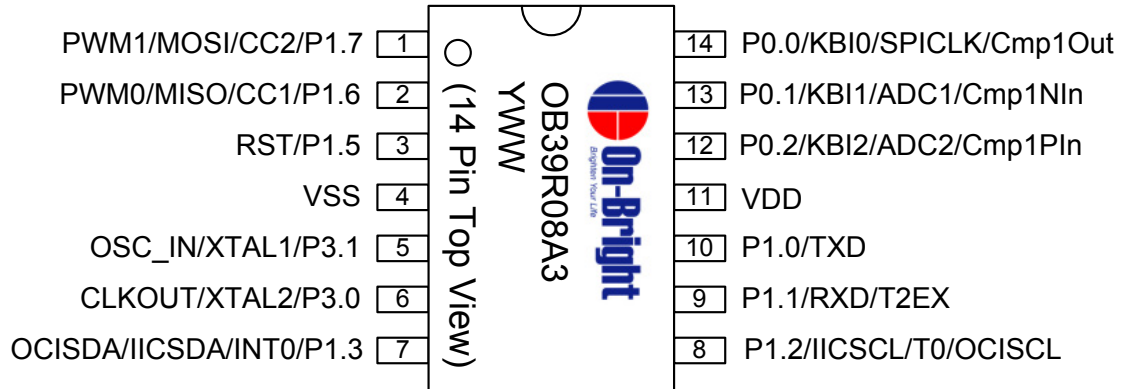 PWM1/MOSI/CC2/P1.7 1
PWM0/MISO/CC1/P1.6 2
RST/P1.5 3
VSS 4
OSC_IN/XTAL1/P3.1 5
CLKOUT/XTAL2/P3.0 6
OCISDA/IICSDA/INT0/P1.3 7
On-Bright
Brighten Your Life
OB39R08A3
YWW
(14 Pin Top View)
14 P0.0/KBI0/SPICLK/Cmp1Out
13 P0.1/KBI1/ADC1/Cmp1NIn
12 P0.2/KBI2/ADC2/Cmp1PIn
11 VDD
10 P1.0/TXD
9 P1.1/RXD/T2EX
8 P1.2/IICSCL/T0/OCISCL